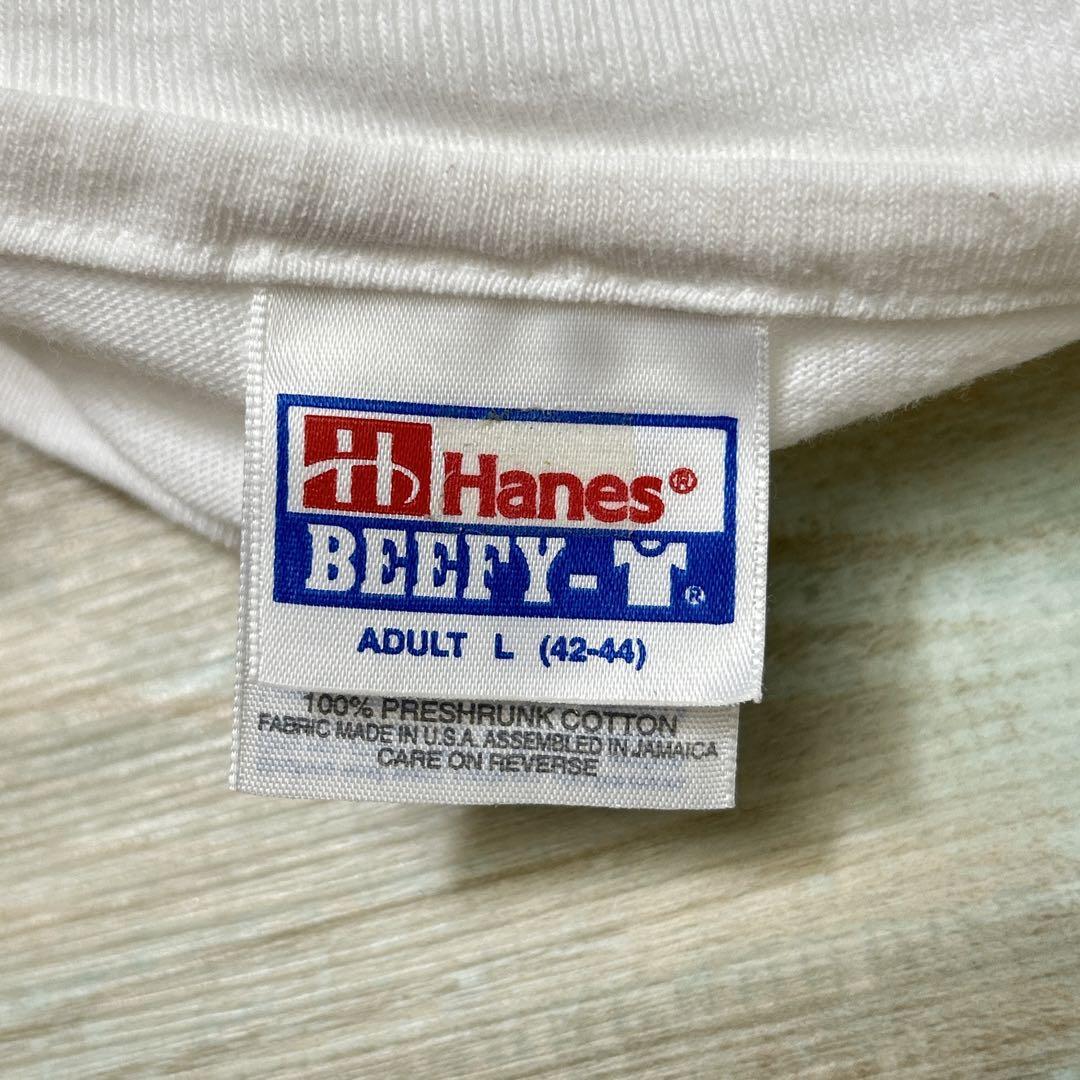 H Hanes®
BEEFY-T®
ADULT L (42-44)
100% PRESHRUNK COTTON
FABRIC MADE IN U.S.A. ASSEMBLED IN JAMAICA
CARE ON REVERSE